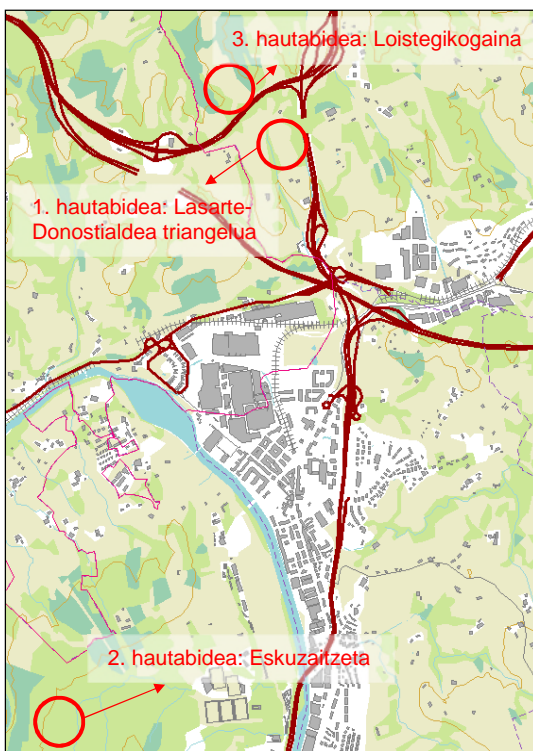 3. hautabidea: Loistegikogaina
1. hautabidea: Lasarte-
Donostialdea triangelua
2. hautabidea: Eskuzaitzeta